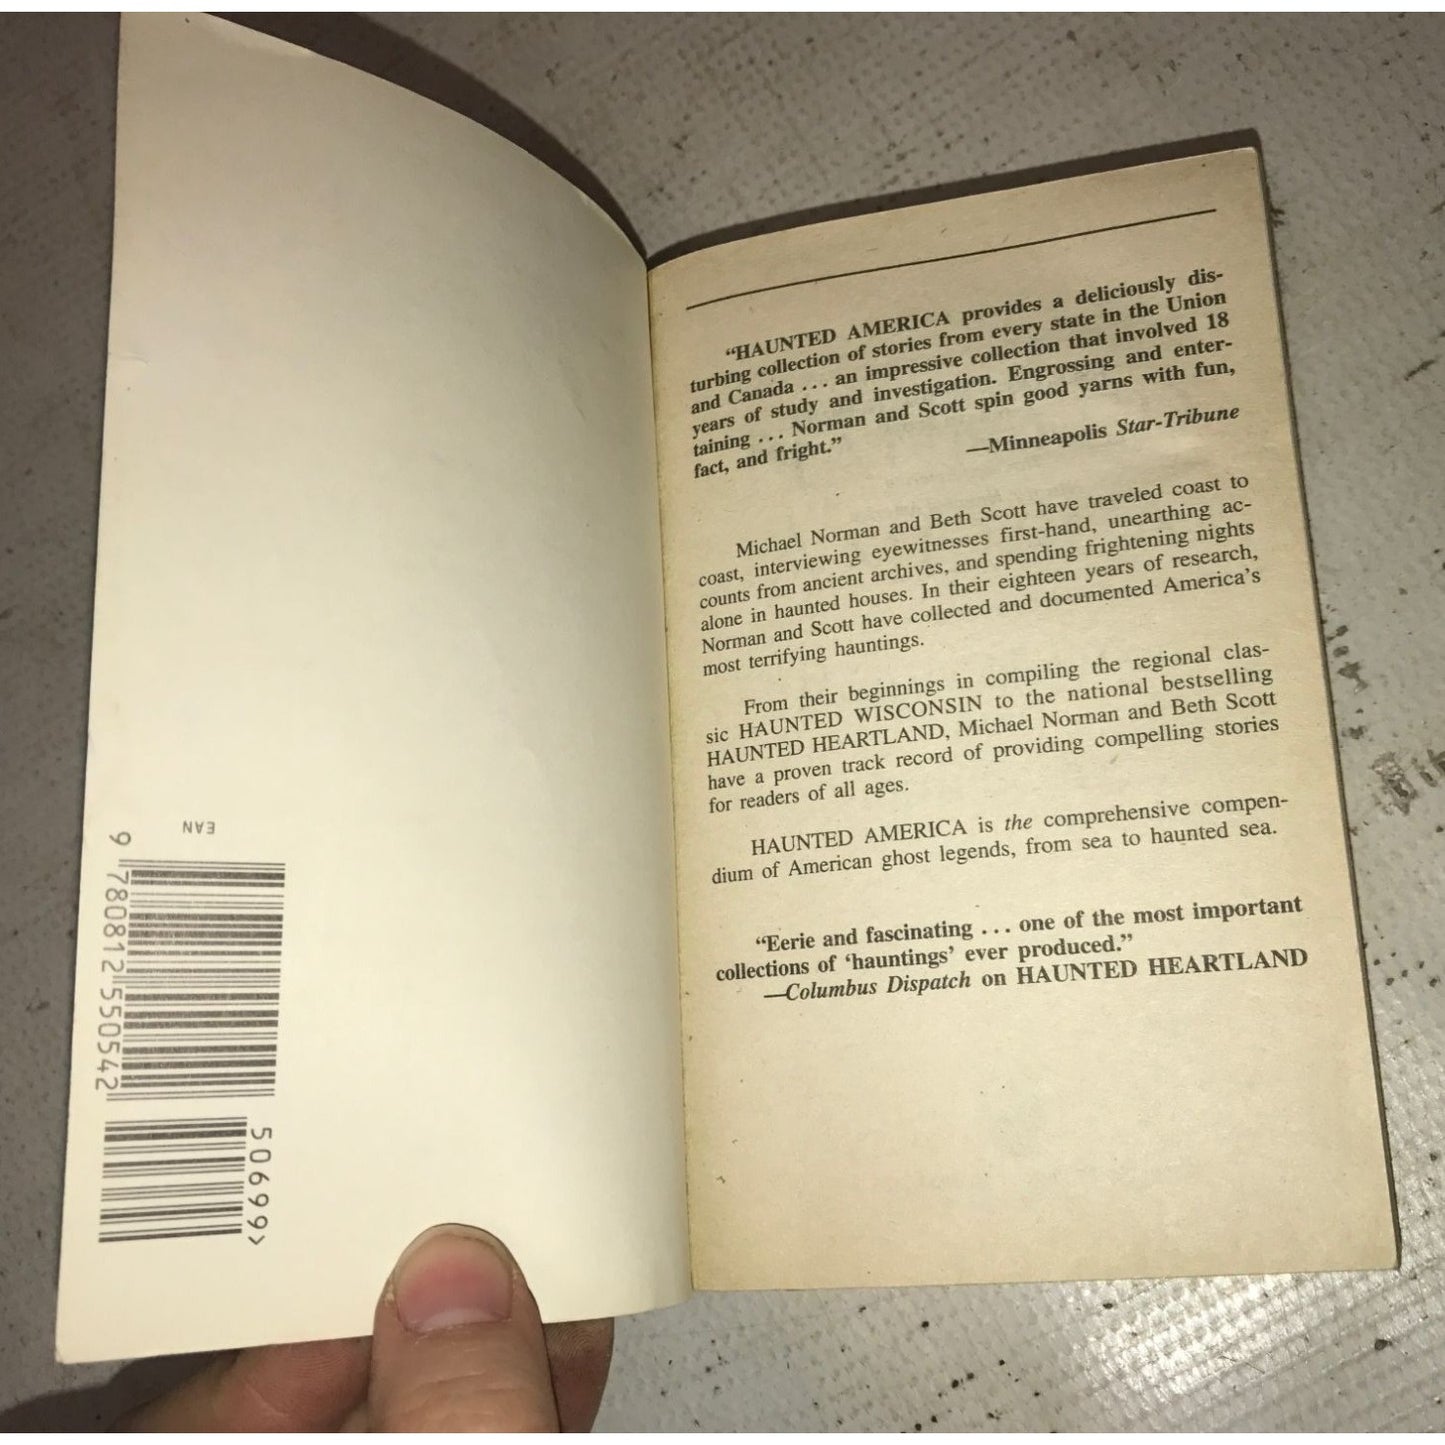 EAN
9 780812 550542
50699>
“HAUNTED AMERICA provides a deliciously dis-
turbing collection of stories from every state in the Union
and Canada . . . an impressive collection that involved 18
years of study and investigation. Engrossing and enter-
taining . . . Norman and Scott spin good yarns with fun,
fact, and fright.”
—Minneapolis Star-Tribune
Michael Norman and Beth Scott have traveled coast to
coast, interviewing eyewitnesses first-hand, unearthing ac-
counts from ancient archives, and spending frightening nights
alone in haunted houses. In their eighteen years of research,
Norman and Scott have collected and documented America’s
most terrifying hauntings.
From their beginnings in compiling the regional clas-
sic HAUNTED WISCONSIN to the national bestselling
HAUNTED HEARTLAND, Michael Norman and Beth Scott
have a proven track record of providing compelling stories
for readers of all ages.
HAUNTED AMERICA is the comprehensive compen-
dium of American ghost legends, from sea to haunted sea.
“Eerie and fascinating . . . one of the most important
collections of ‘hauntings’ ever produced.”
—Columbus Dispatch on HAUNTED HEARTLAND